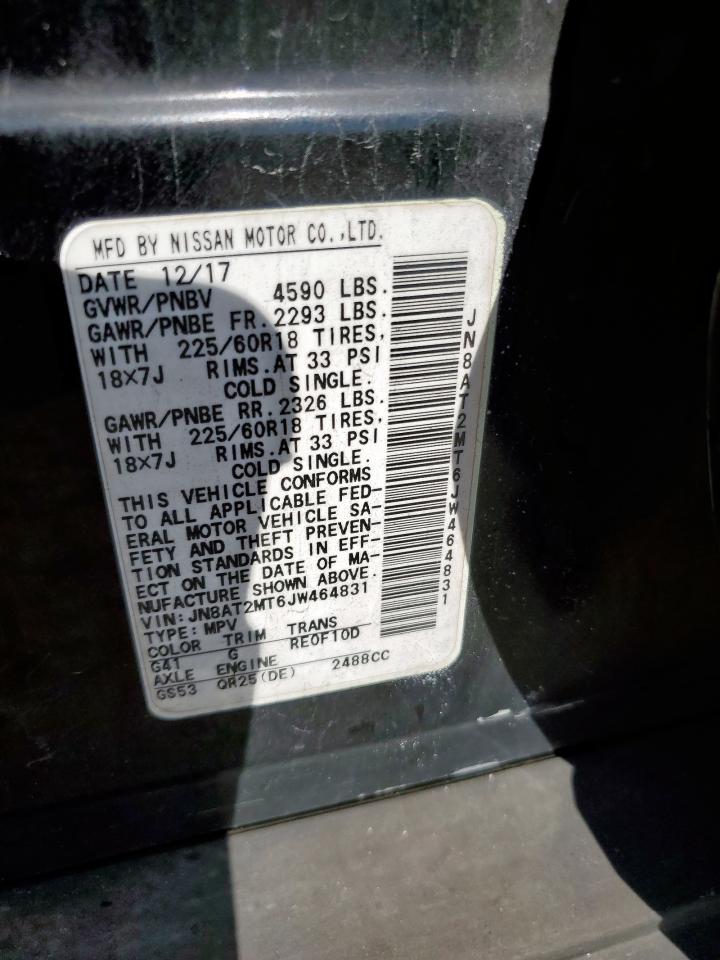 MFD BY NISSAN MOTOR CO.,LTD.
DATE 12/17
GVWR/PNBV 4590 LBS.
GAWR/PNBE FR. 2293 LBS.
WITH 225/60R18 TIRES,
18×7J RIMS.AT 33 PSI
COLD SINGLE.
GAWR/PNBE RR. 2326 LBS.
WITH 225/60R18 TIRES,
18×7J RIMS.AT 33 PSI
COLD SINGLE.
THIS VEHICLE CONFORMS
TO ALL APPLICABLE FED-
ERAL MOTOR VEHICLE SA-
FETY AND THEFT PREVEN-
TION STANDARDS IN EFF-
ECT ON THE DATE OF MA-
NUFACTURE SHOWN ABOVE.
VIN:JN8AT2MT6JW464831
TYPE:MPV
COLOR TRIM TRANS
G41 G RE0F10D
AXLE ENGINE
GS53 QR25(DE) 2488CC
JN8AT2MT6JW464831